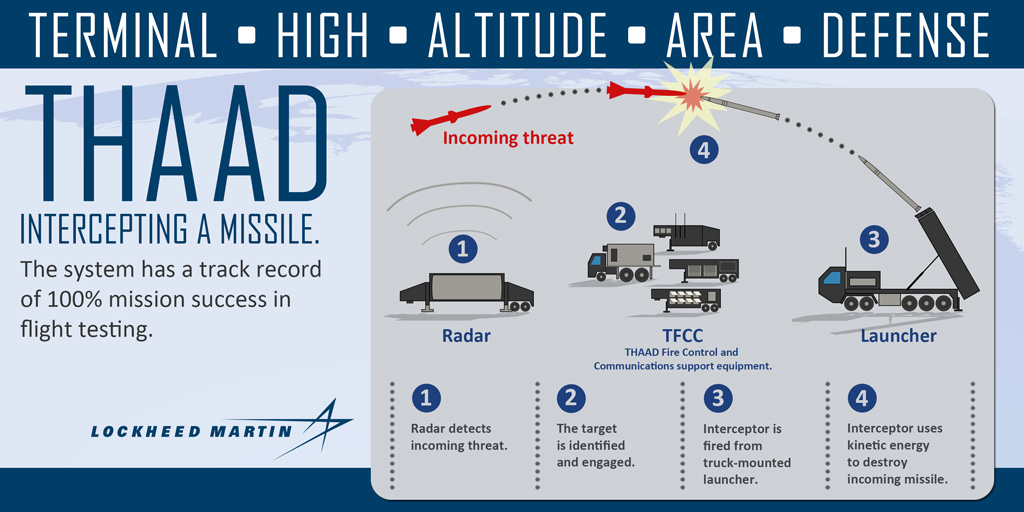 TERMINAL ▪ HIGH ▪ ALTITUDE ▪ AREA ▪ DEFENSE
THAAD
INTERCEPTING A MISSILE.
The system has a track record
of 100% mission success in
flight testing.
LOCKHEED MARTIN
Incoming threat
4
1
Radar
2
TFCC
THAAD Fire Control and
Communications support equipment.
3
Launcher
1
Radar detects
incoming threat.
2
The target
is identified
and engaged.
3
Interceptor is
fired from
truck-mounted
launcher.
4
Interceptor uses
kinetic energy
to destroy
incoming missile.